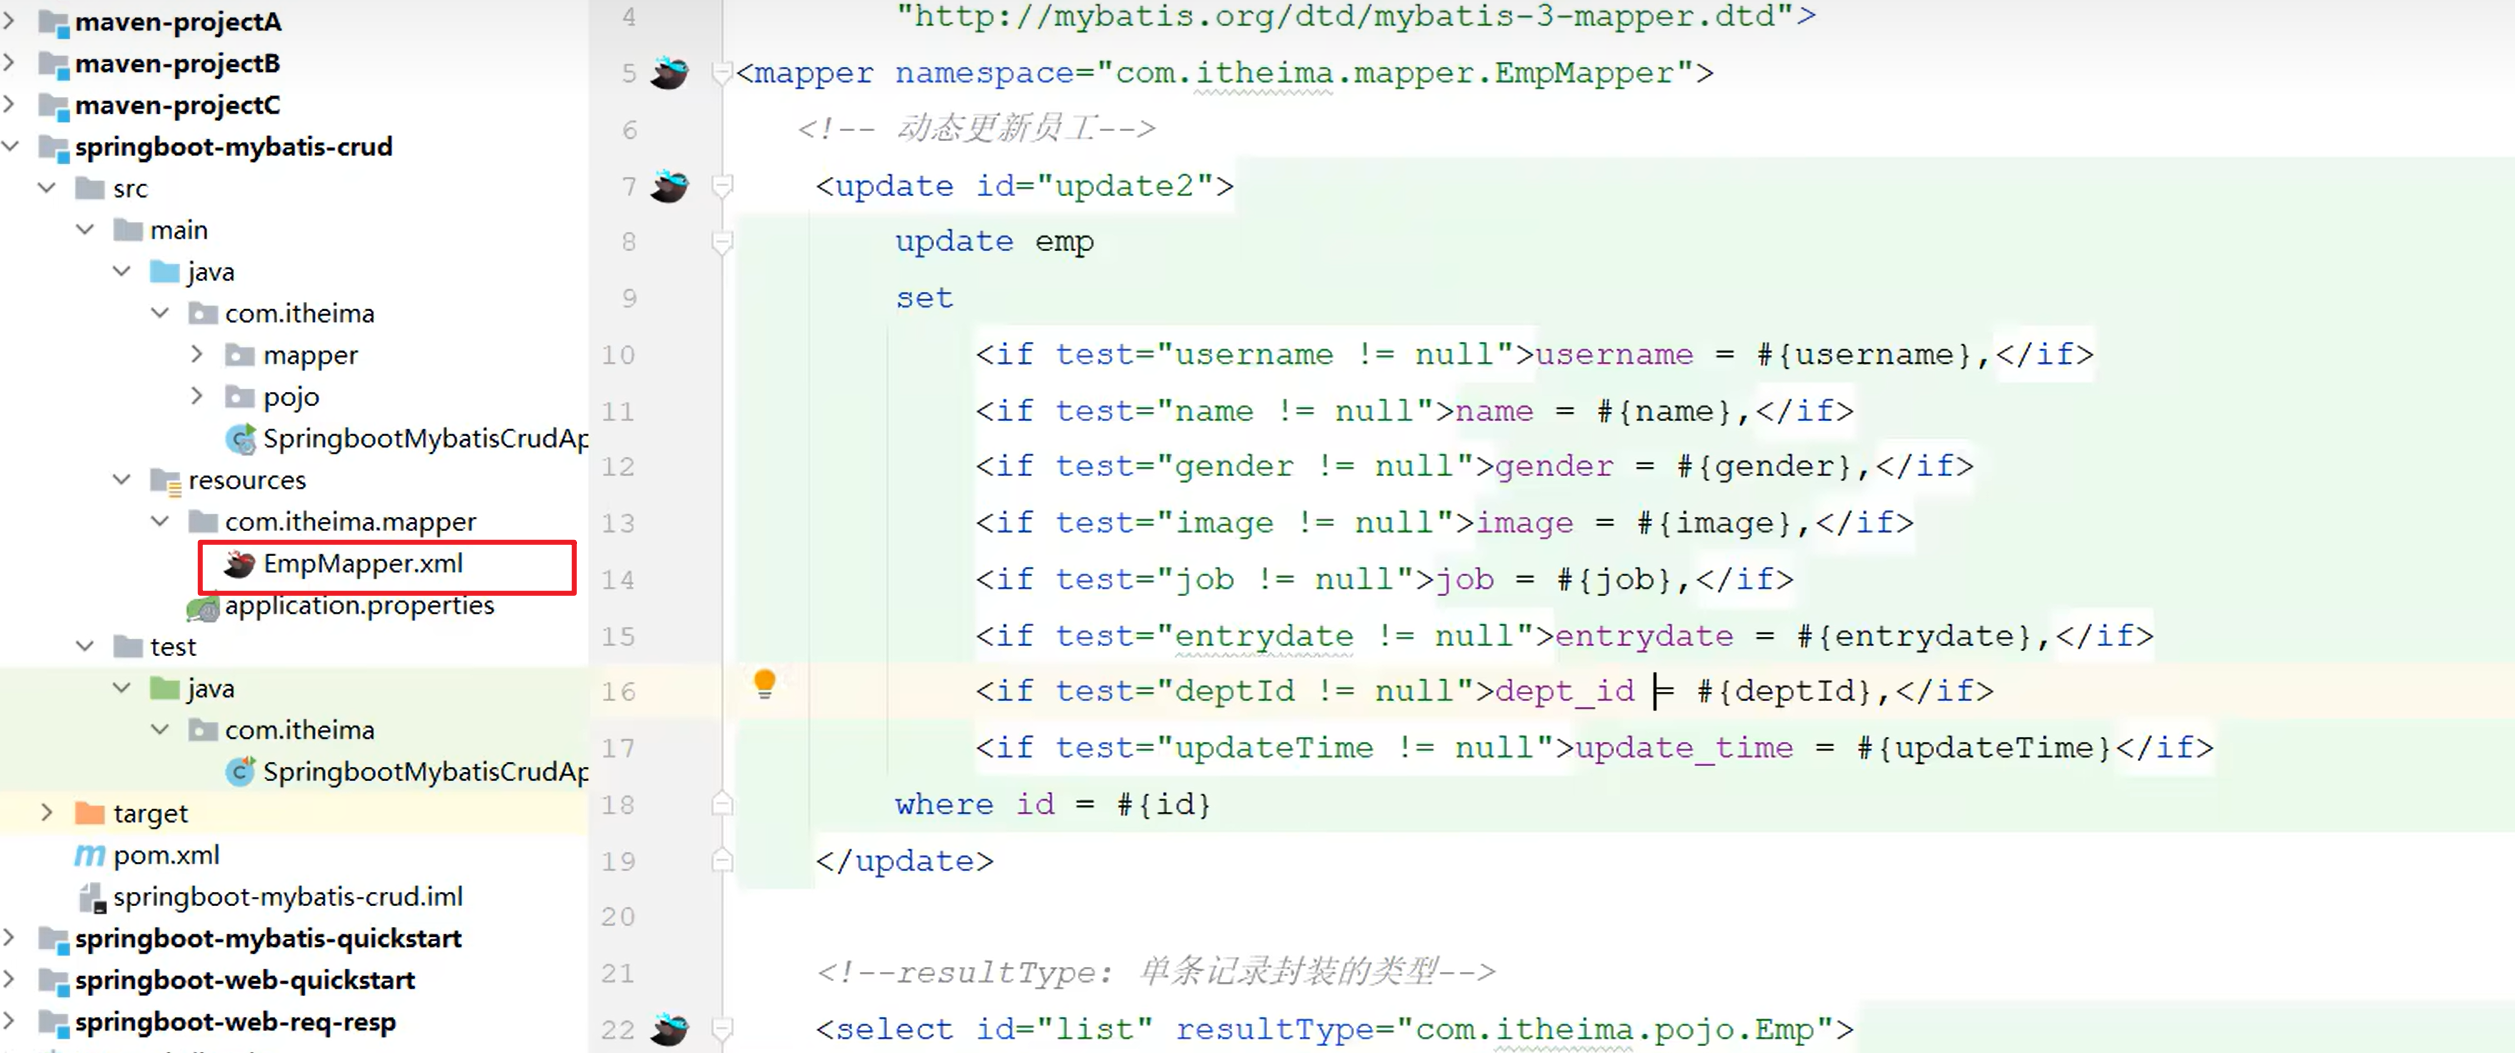 maven-projectA
maven-projectB
maven-projectC
springboot-mybatis-crud
src
main
java
com.itheima
mapper
pojo
SpringbootMybatisCrudAp
resources
com.itheima.mapper
EmpMapper.xml
application.properties
test
java
com.itheima
SpringbootMybatisCrudAp
target
pom.xml
springboot-mybatis-crud.iml
springboot-mybatis-quickstart
springboot-web-quickstart
springboot-web-req-resp
4 "http://mybatis.org/dtd/mybatis-3-mapper.dtd">
5 <mapper namespace="com.itheima.mapper.EmpMapper">
6 <!-- 动态更新员工-->
7 <update id="update2">
8 update emp
9 set
10 <if test="username != null">username = #{username},</if>
11 <if test="name != null">name = #{name},</if>
12 <if test="gender != null">gender = #{gender},</if>
13 <if test="image != null">image = #{image},</if>
14 <if test="job != null">job = #{job},</if>
15 <if test="entrydate != null">entrydate = #{entrydate},</if>
16 <if test="deptId != null">dept_id = #{deptId},</if>
17 <if test="updateTime != null">update_time = #{updateTime}</if>
18 where id = #{id}
19 </update>
20
21 <!--resultType: 单条记录封装的类型-->
22 <select id="list" resultType="com.itheima.pojo.Emp">